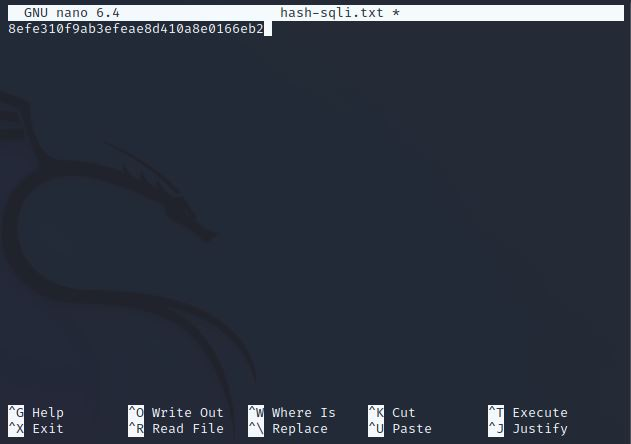 GNU nano 6.4 hash-sqli.txt *
8efe310f9ab3efeae8d410a8e0166eb2
^G Help ^O Write Out ^W Where Is ^K Cut ^T Execute
^X Exit ^R Read File ^\ Replace ^U Paste ^J Justify